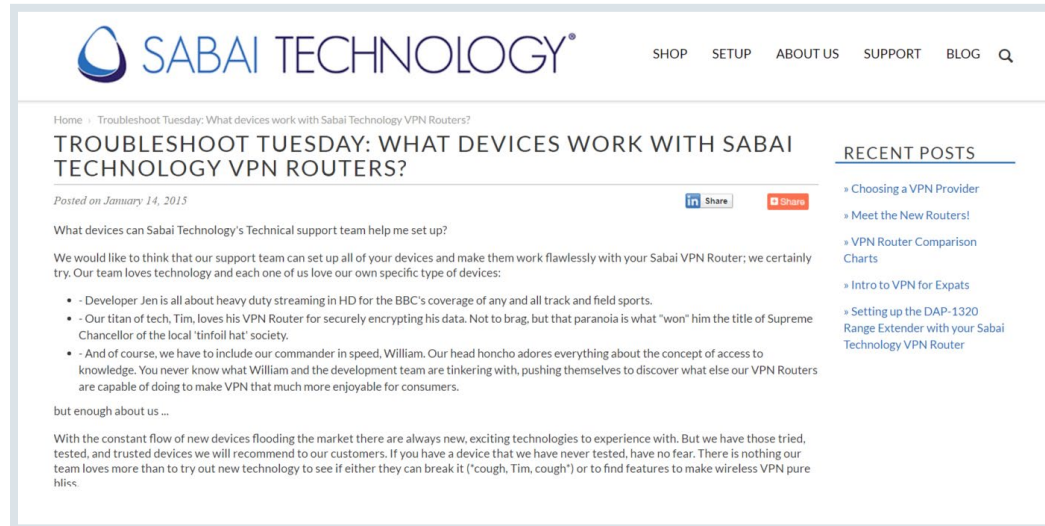 SABAI TECHNOLOGY®
SHOP SETUP ABOUT US SUPPORT BLOG
Home › Troubleshoot Tuesday: What devices work with Sabai Technology VPN Routers?
TROUBLESHOOT TUESDAY: WHAT DEVICES WORK WITH SABAI
TECHNOLOGY VPN ROUTERS?
Posted on January 14, 2015
in Share
Share
What devices can Sabai Technology's Technical support team help me set up?
We would like to think that our support team can set up all of your devices and make them work flawlessly with your Sabai VPN Router; we certainly
try. Our team loves technology and each one of us love our own specific type of devices:
• - Developer Jen is all about heavy duty streaming in HD for the BBC's coverage of any and all track and field sports.
• - Our titan of tech, Tim, loves his VPN Router for securely encrypting his data. Not to brag, but that paranoia is what "won" him the title of Supreme
Chancellor of the local 'tinfoil hat' society.
• - And of course, we have to include our commander in speed, William. Our head honcho adores everything about the concept of access to
knowledge. You never know what William and the development team are tinkering with, pushing themselves to discover what else our VPN Routers
are capable of doing to make VPN that much more enjoyable for consumers.
but enough about us ...
With the constant flow of new devices flooding the market there are always new, exciting technologies to experience with. But we have those tried,
tested, and trusted devices we will recommend to our customers. If you have a device that we have never tested, have no fear. There is nothing our
team loves more than to try out new technology to see if either they can break it (*cough, Tim, cough*) or to find features to make wireless VPN pure
bliss.
RECENT POSTS
» Choosing a VPN Provider
» Meet the New Routers!
» VPN Router Comparison
Charts
» Intro to VPN for Expats
» Setting up the DAP-1320
Range Extender with your Sabai
Technology VPN Router